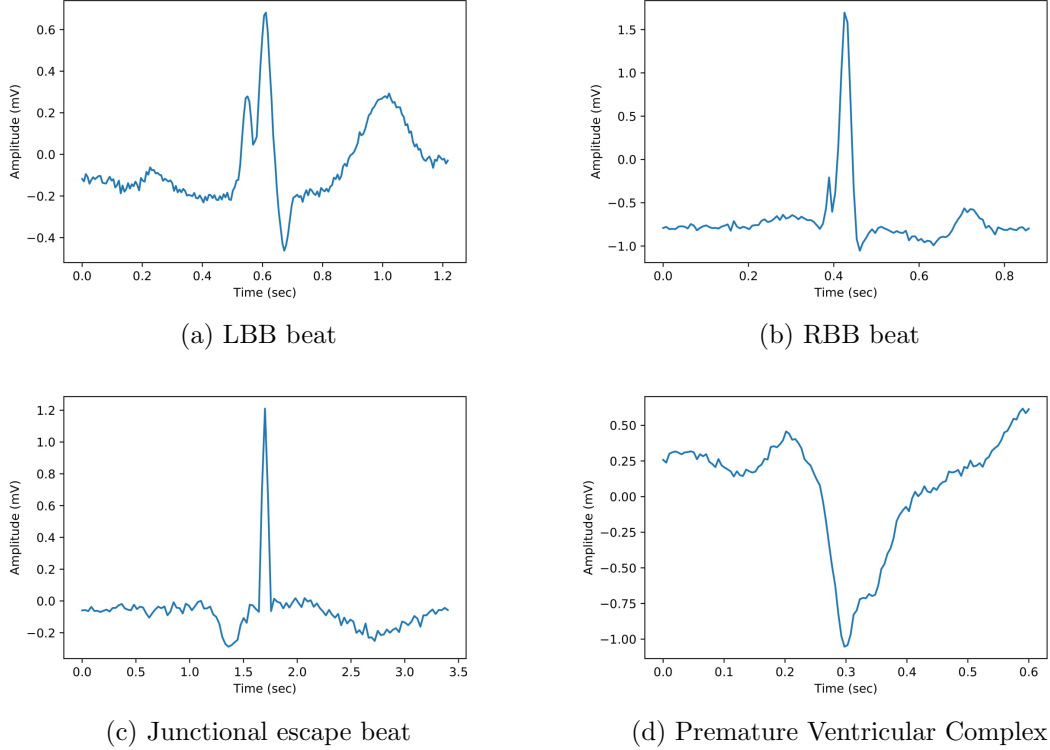 Amplitude (mV)
0.6
0.4
0.2
0.0
−0.2
−0.4
0.0 0.2 0.4 0.6 0.8 1.0 1.2
Time (sec)
(a) LBB beat
Amplitude (mV)
1.5
1.0
0.5
0.0
−0.5
−1.0
0.0 0.2 0.4 0.6 0.8
Time (sec)
(b) RBB beat
Amplitude (mV)
1.2
1.0
0.8
0.6
0.4
0.2
0.0
−0.2
0.0 0.5 1.0 1.5 2.0 2.5 3.0 3.5
Time (sec)
(c) Junctional escape beat
Amplitude (mV)
0.50
0.25
0.00
−0.25
−0.50
−0.75
−1.00
0.0 0.1 0.2 0.3 0.4 0.5 0.6
Time (sec)
(d) Premature Ventricular Complex